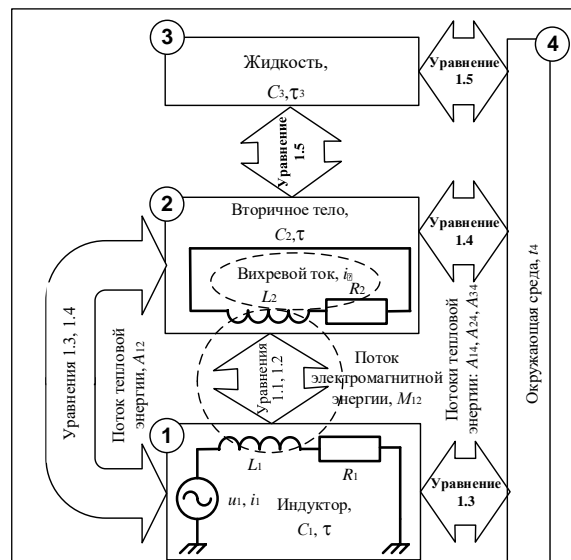 3
4
Жидкость,
C3,τ3
Уравнение
1.5
Уравнение
1.5
2
Вторичное тело,
C2,τ
Вихревой ток, i
L2
R2
Уравнение
1.4
Уравнения 1.3, 1.4
Поток тепловой
энергии, A12
Уравнения
1.1, 1.2
Поток
электромагнитной
энергии, M12
Потоки тепловой
энергии: A14, A24, A34
Окружающая среда, t4
1
L1
R1
u1, i1
Индуктор,
C1, τ
Уравнение
1.3